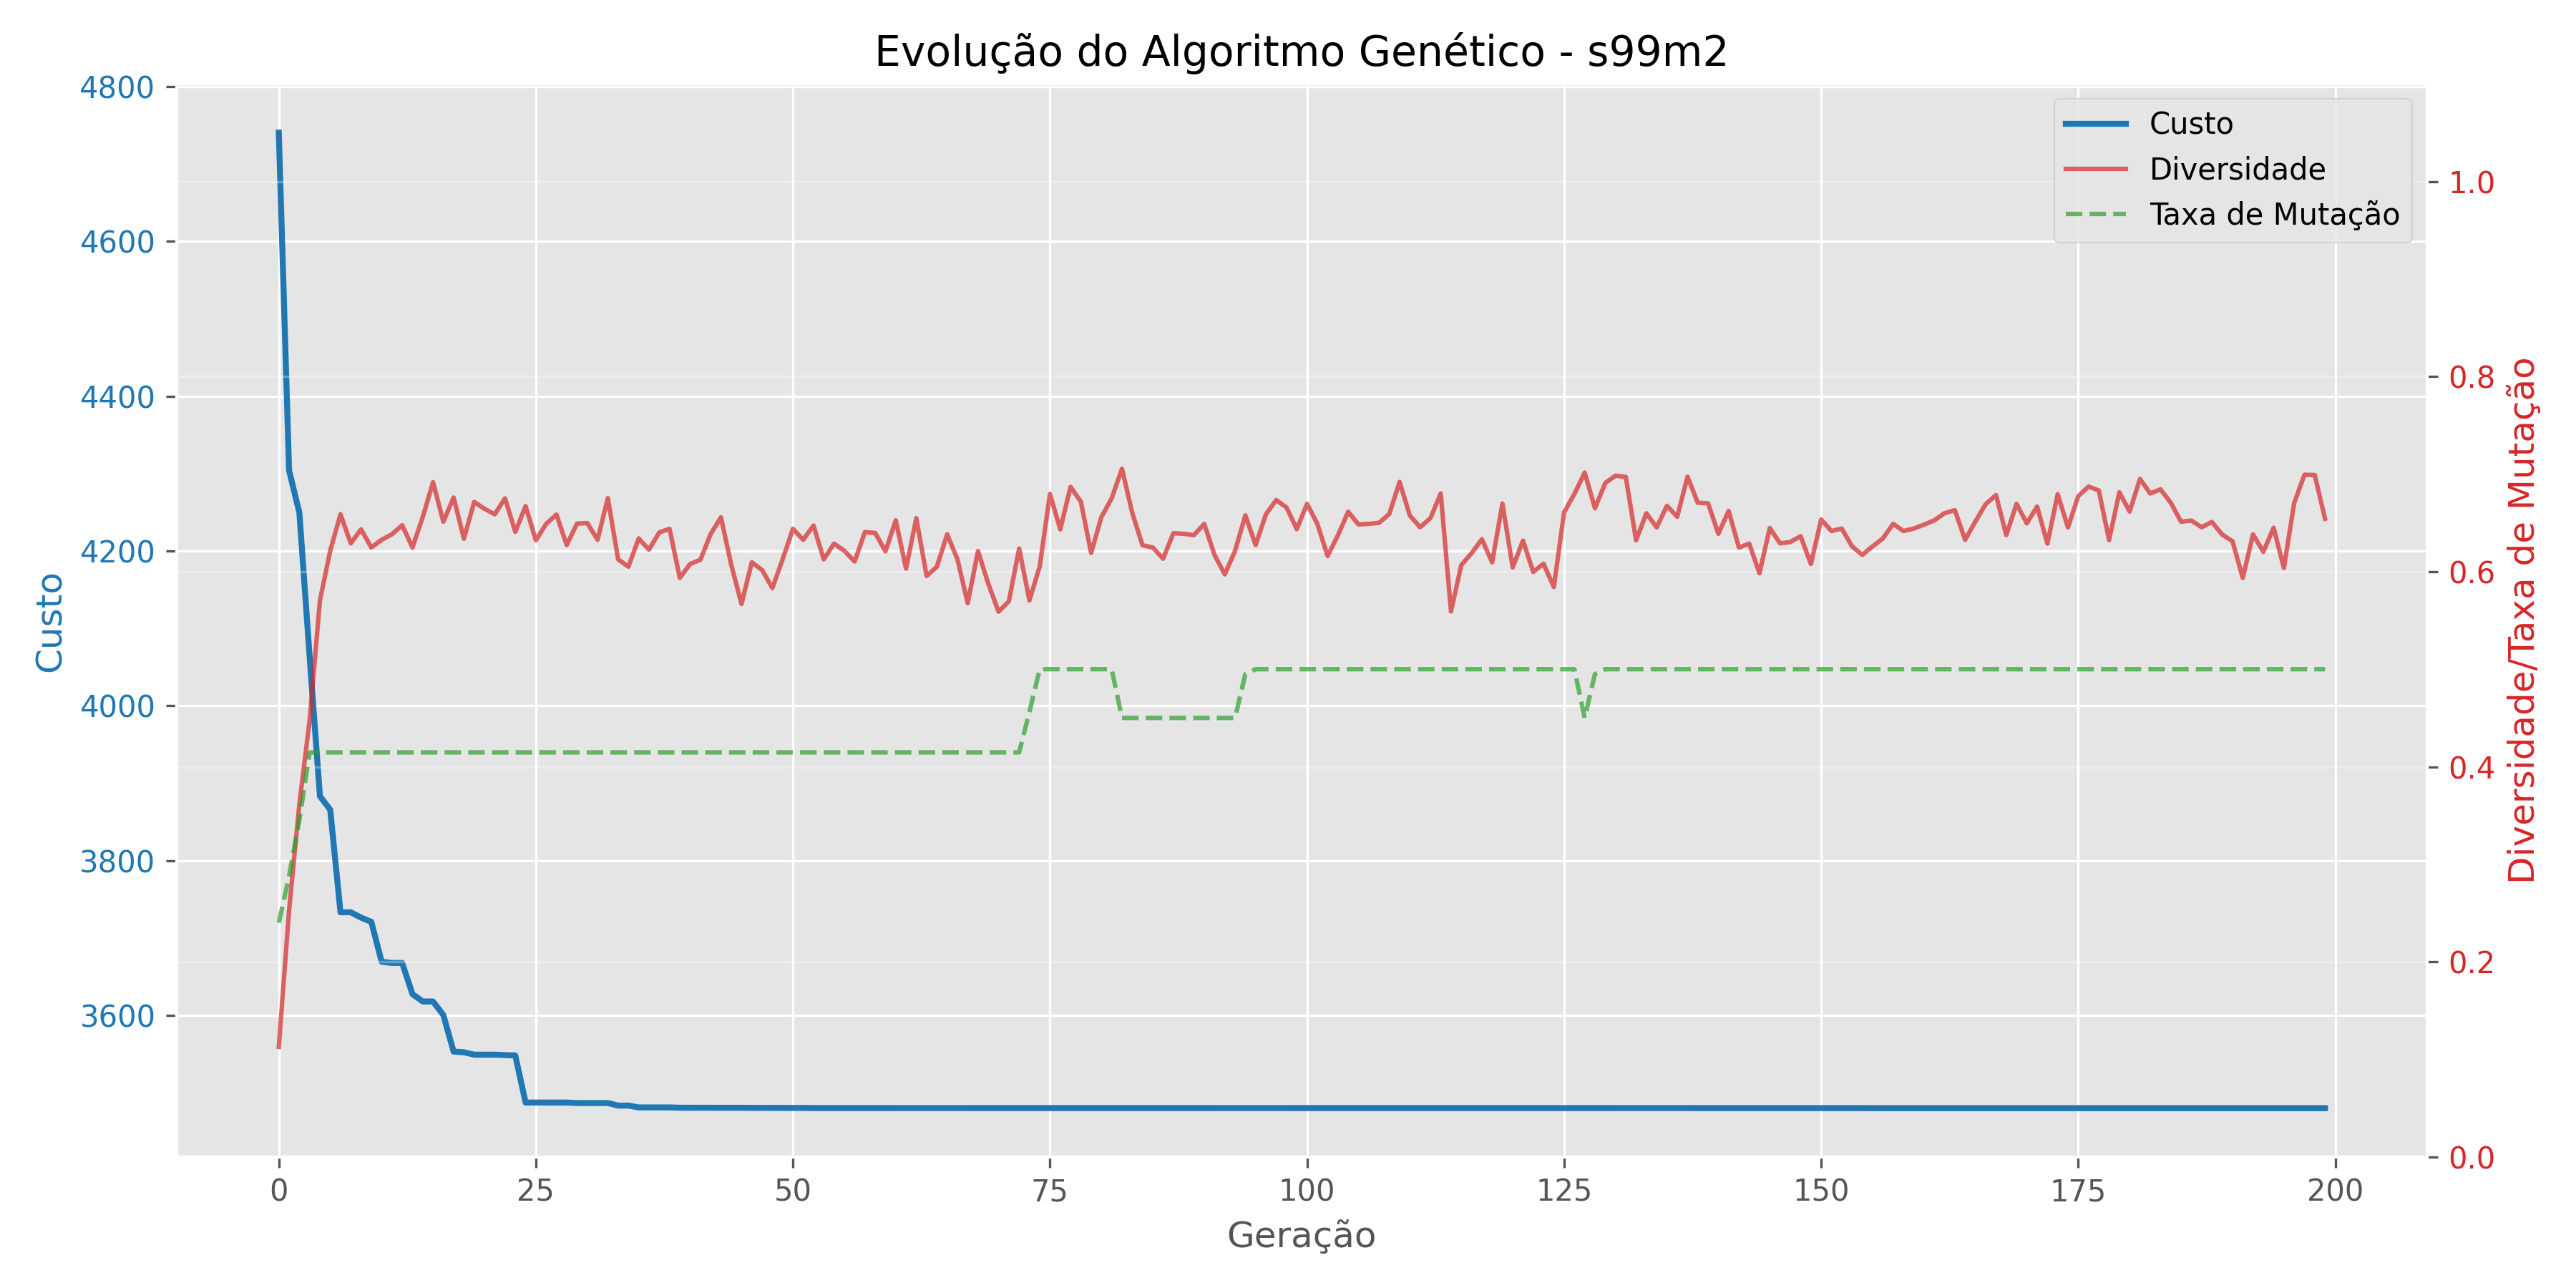 Evolução do Algoritmo Genético - s99m2
Custo
Diversidade
Taxa de Mutação
4800
4600
4400
4200
4000
3800
3600
Custo
1.0
0.8
0.6
0.4
0.2
0.0
Diversidade/Taxa de Mutação
0 25 50 75 100 125 150 175 200
Geração